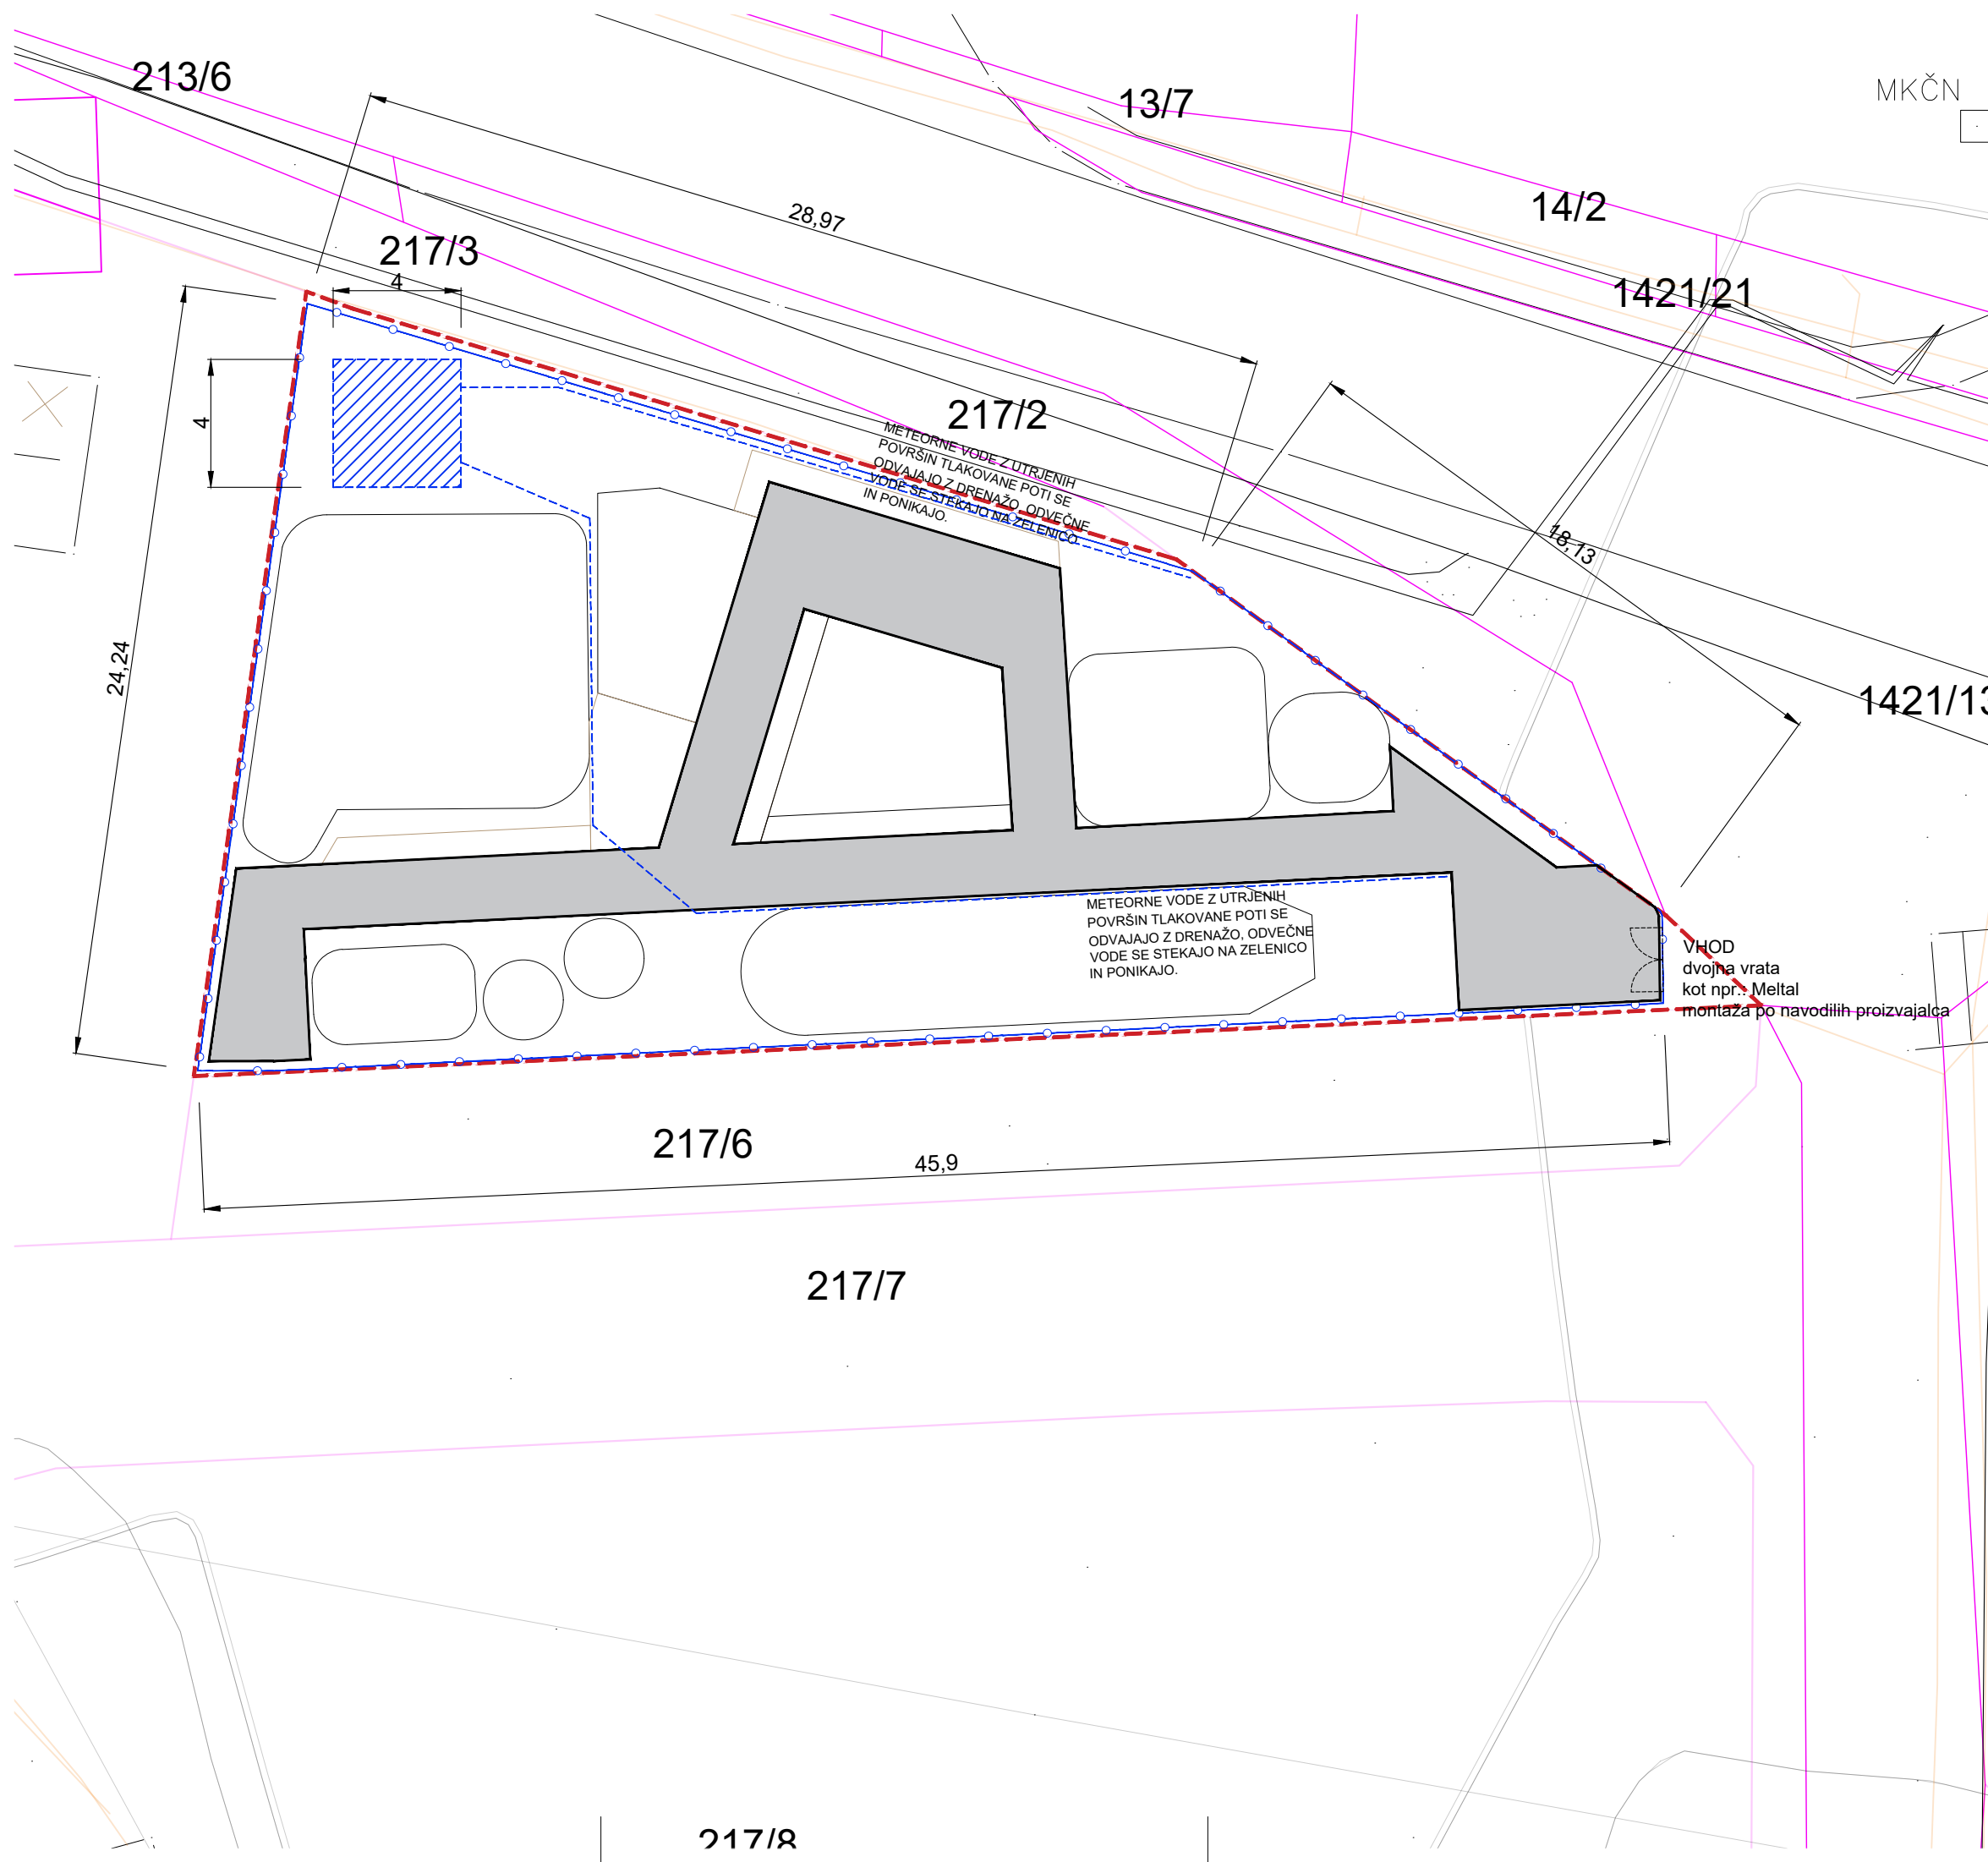 213/6
13/7
MKČN
14/2
28,97
217/3
4
1421/21
4
217/2
METEORNE VODE Z UTRJENIH
POVRŠIN TLAKOVANE POTI SE
ODVAJAJO Z DRENAŽO, ODVEČNE
VODE SE STEKAJO NA ZELENICO
IN PONIKAJO.
18,13
24,24
1421/13
METEORNE VODE Z UTRJENIH
POVRŠIN TLAKOVANE POTI SE
ODVAJAJO Z DRENAŽO, ODVEČNE
VODE SE STEKAJO NA ZELENICO
IN PONIKAJO.
VHOD
dvojna vrata
kot npr.: Meltal
montaža po navodilih proizvajalca
217/6
45,9
217/7
217/8